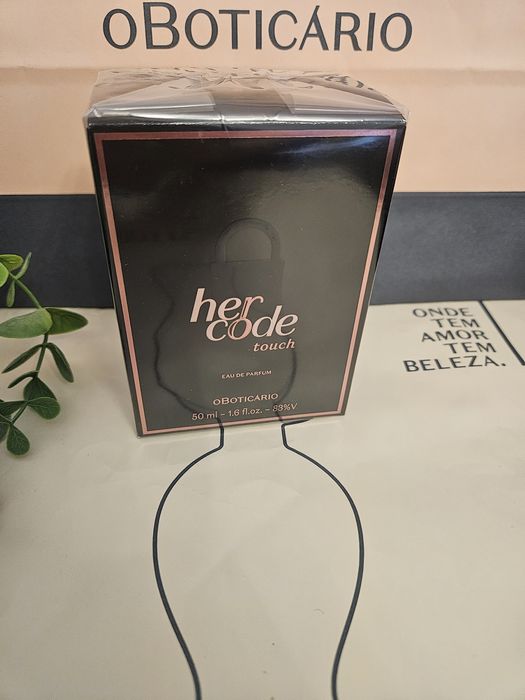 oBoticário
her
code
touch
EAU DE PARFUM
oBoticário
50 ml - 1.6 fl.oz. - 88%V
ONDE
TEM
AMOR
TEM
BELEZA.